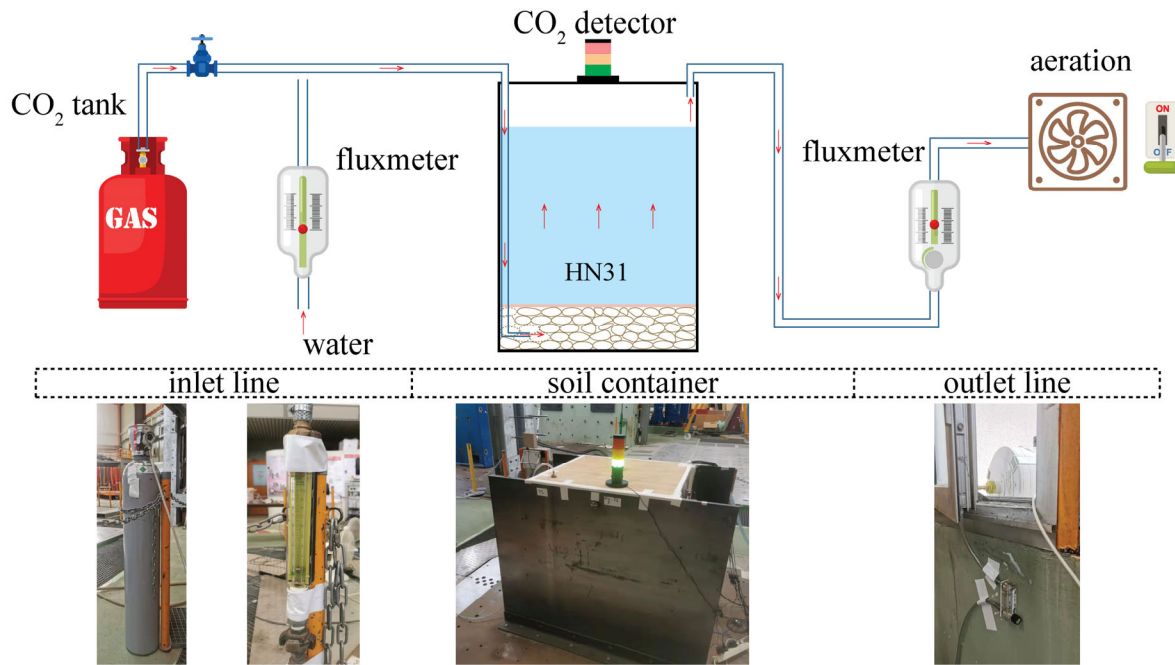 CO₂ detector
aeration
CO₂ tank
fluxmeter
fluxmeter
ON
OFF
GAS
HN31
water
inlet line
soil container
outlet line